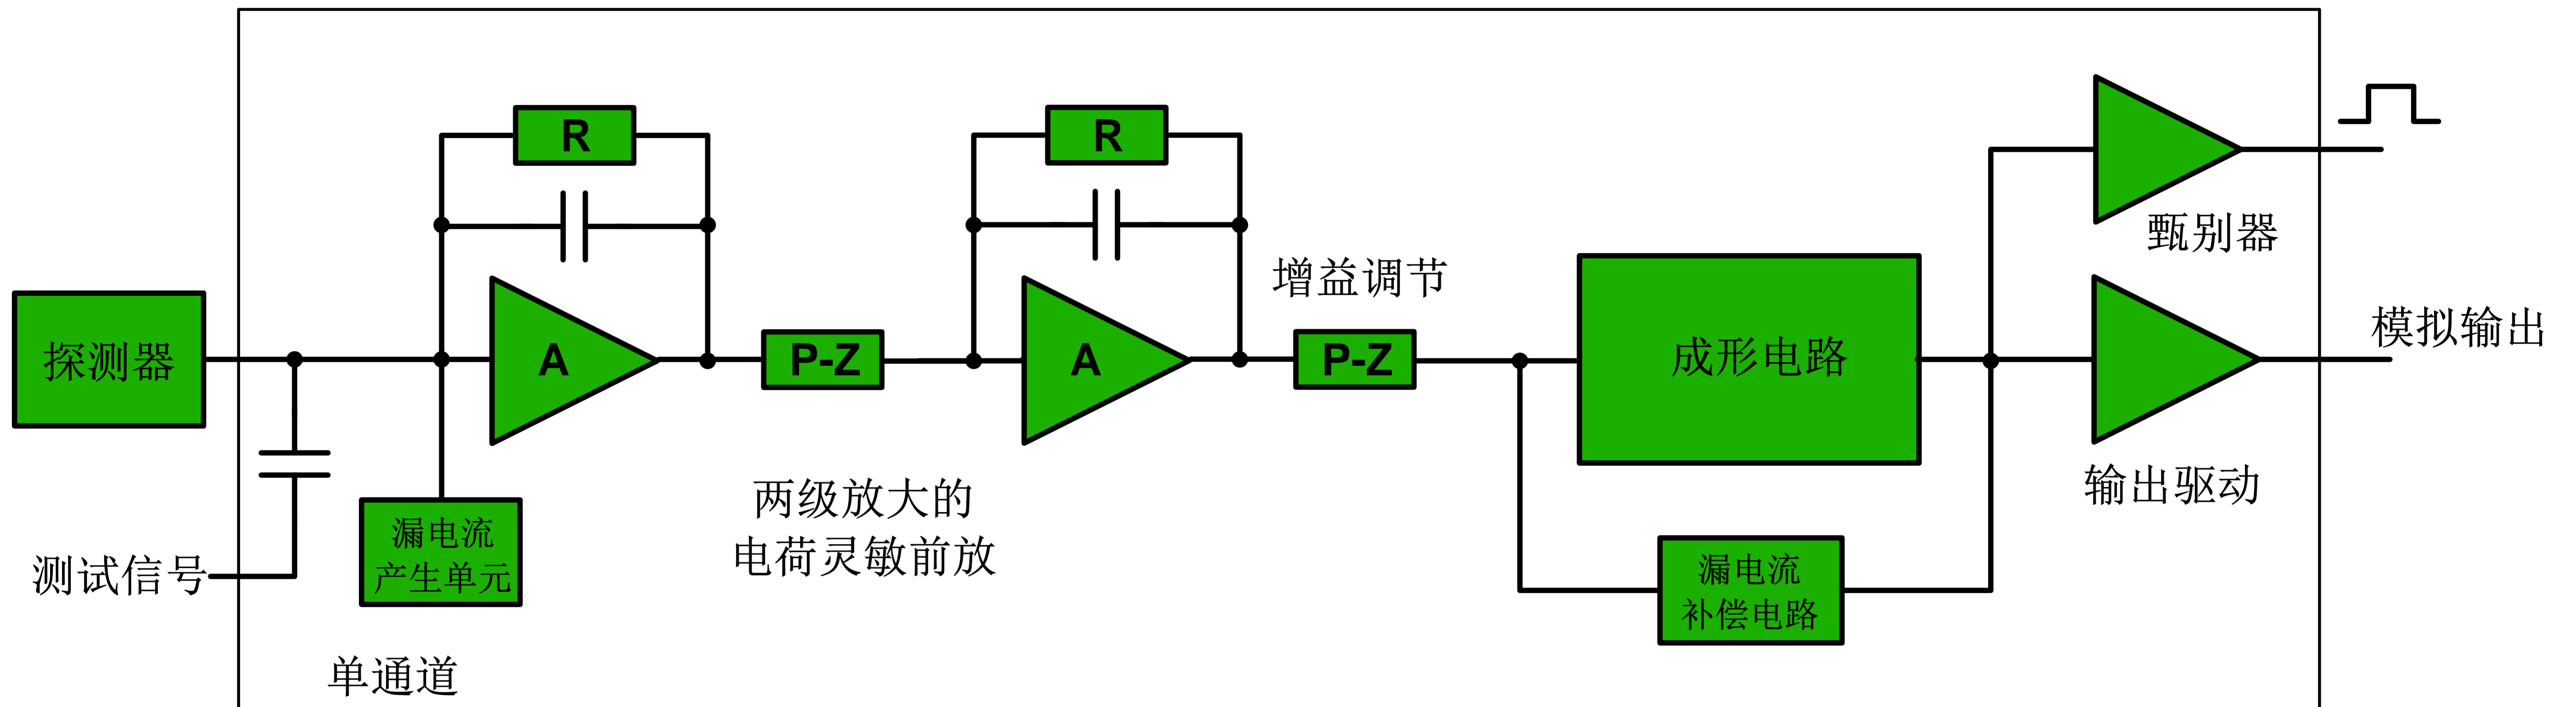 R
R
甄别器
增益调节
探测器
A
P-Z
A
P-Z
成形电路
模拟输出
输出驱动
两级放大的
电荷灵敏前放
漏电流
产生单元
测试信号
漏电流
补偿电路
单通道